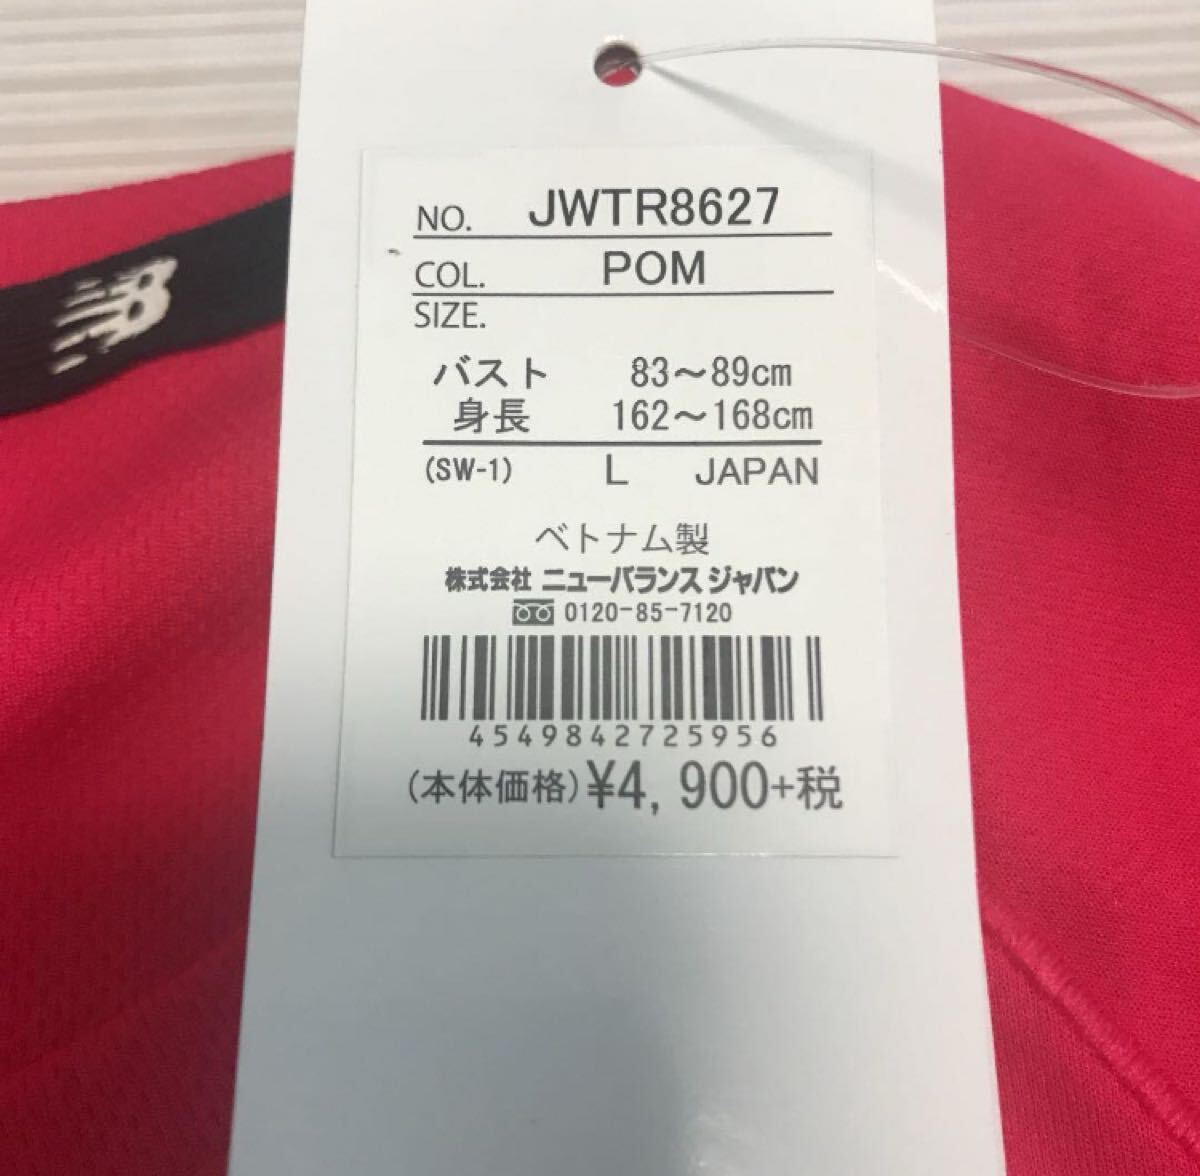 NO. JWTR8627
COL. POM
SIZE.
バスト 83～89cm
身長 162～168cm
(SW-1) L JAPAN
ベトナム製
株式会社 ニューバランス ジャパン
0120-85-7120
4549842725956
(本体価格)¥4,900+税